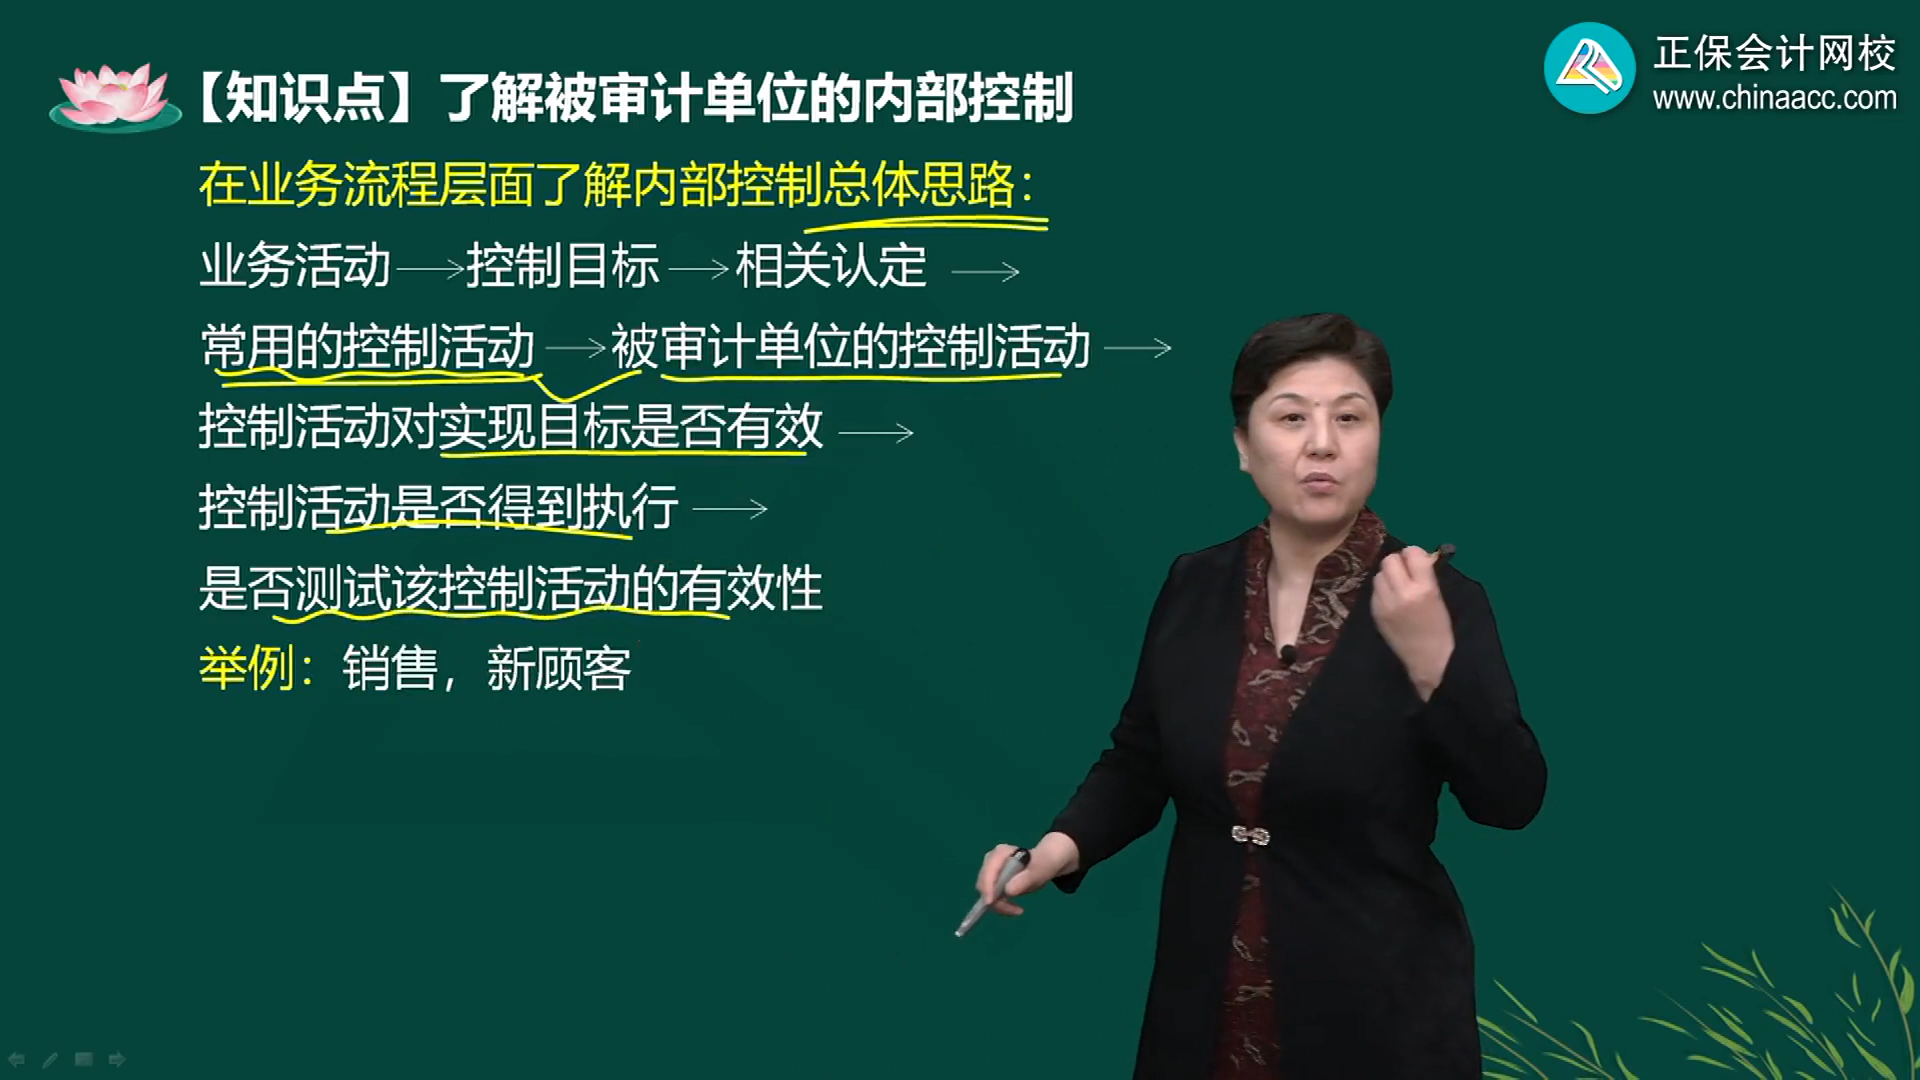 正保会计网校
www.chinaacc.com
【知识点】了解被审计单位的内部控制
在业务流程层面了解内部控制总体思路：
业务活动→控制目标→相关认定→
常用的控制活动→被审计单位的控制活动→
控制活动对实现目标是否有效→
控制活动是否得到执行→
是否测试该控制活动的有效性
举例：销售，新顾客